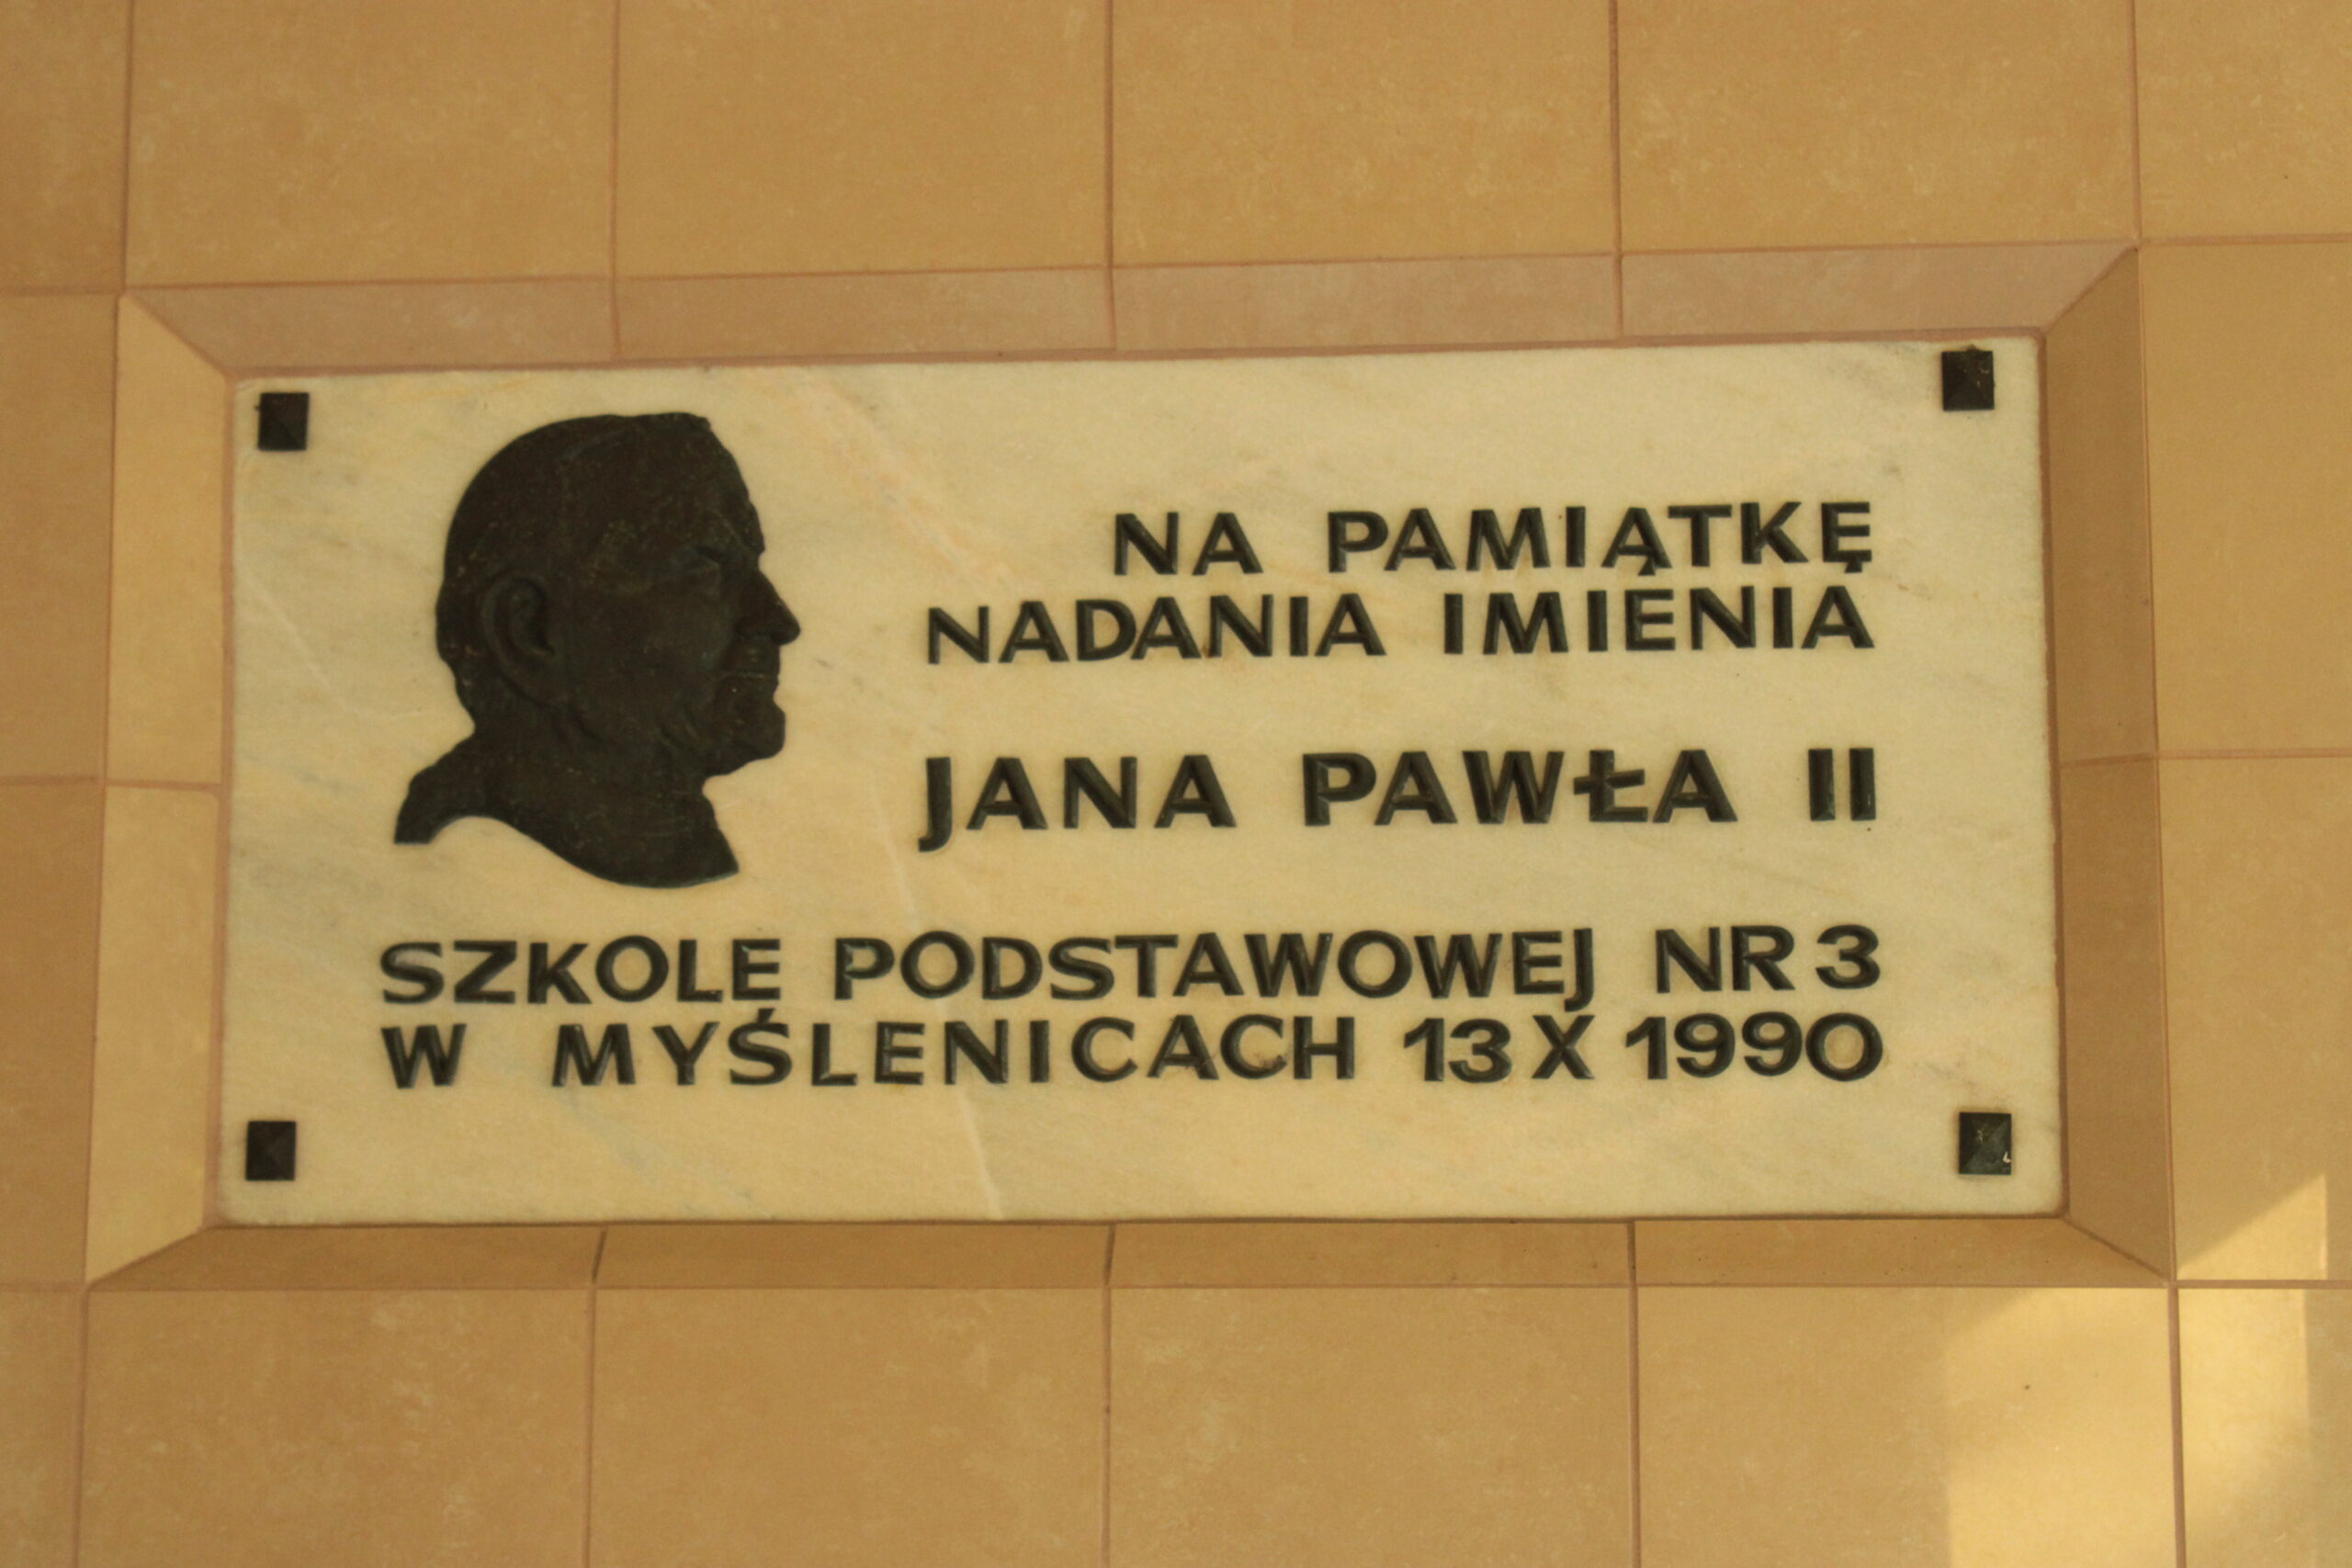 NA PAMIĄTKĘ
NADANIA IMIENIA
JANA PAWŁA II
SZKOLE PODSTAWOWEJ NR 3
W MYŚLENICACH 13 X 1990